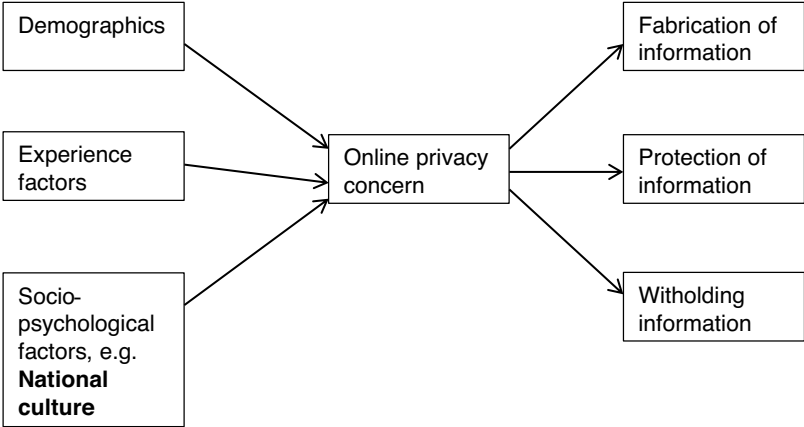 Demographics
Experience
factors
Socio-
psychological
factors, e.g.
National
culture
Online privacy
concern
Fabrication of
information
Protection of
information
Witholding
information